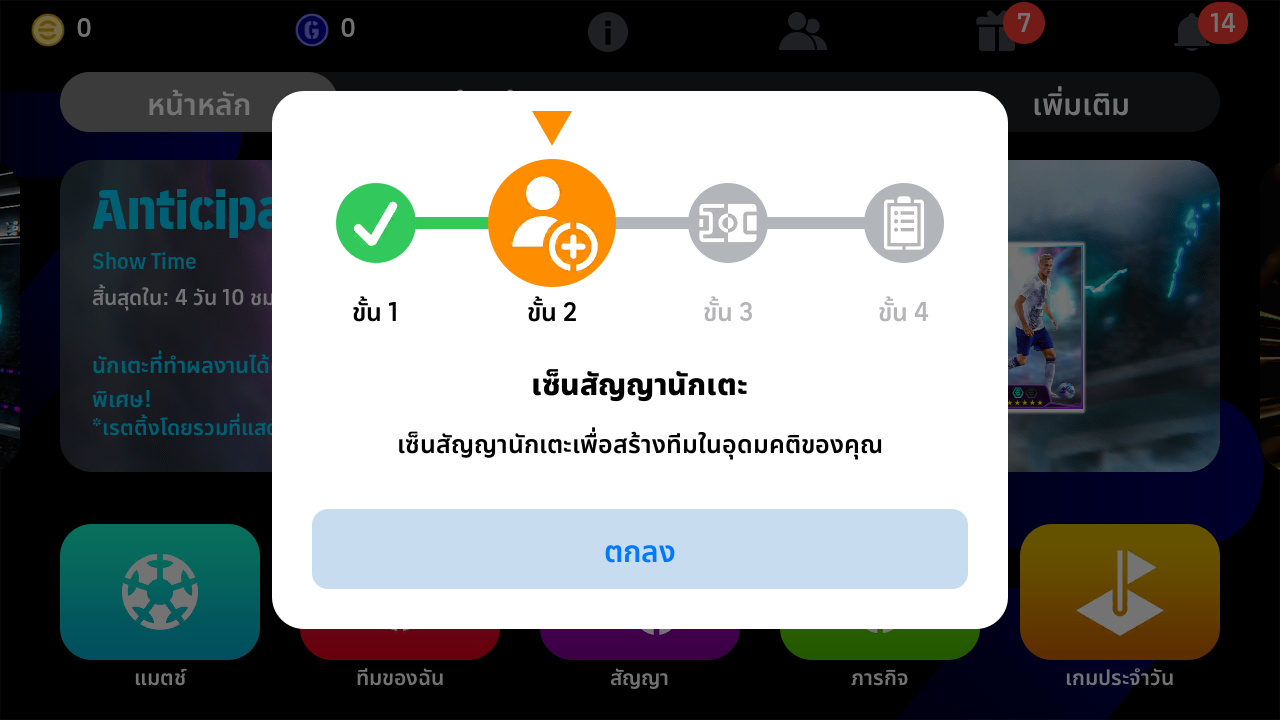 0
0
7
14
หน้าหลัก
เพิ่มเติม
Show Time
สิ้นสุดใน: 4 วัน 10
นักเตะที่ทำผลงานได้
พิเศษ!
*เรตติ้งโดยรวมที่
ขั้น 1
ขั้น 2
ขั้น 3
ขั้น 4
เซ็นสัญญานักเตะ
เซ็นสัญญานักเตะเพื่อสร้างทีมในอุดมคติของคุณ
ตกลง
แมตช์
ทีมของฉัน
สัญญา
ภารกิจ
เกมประจำวัน